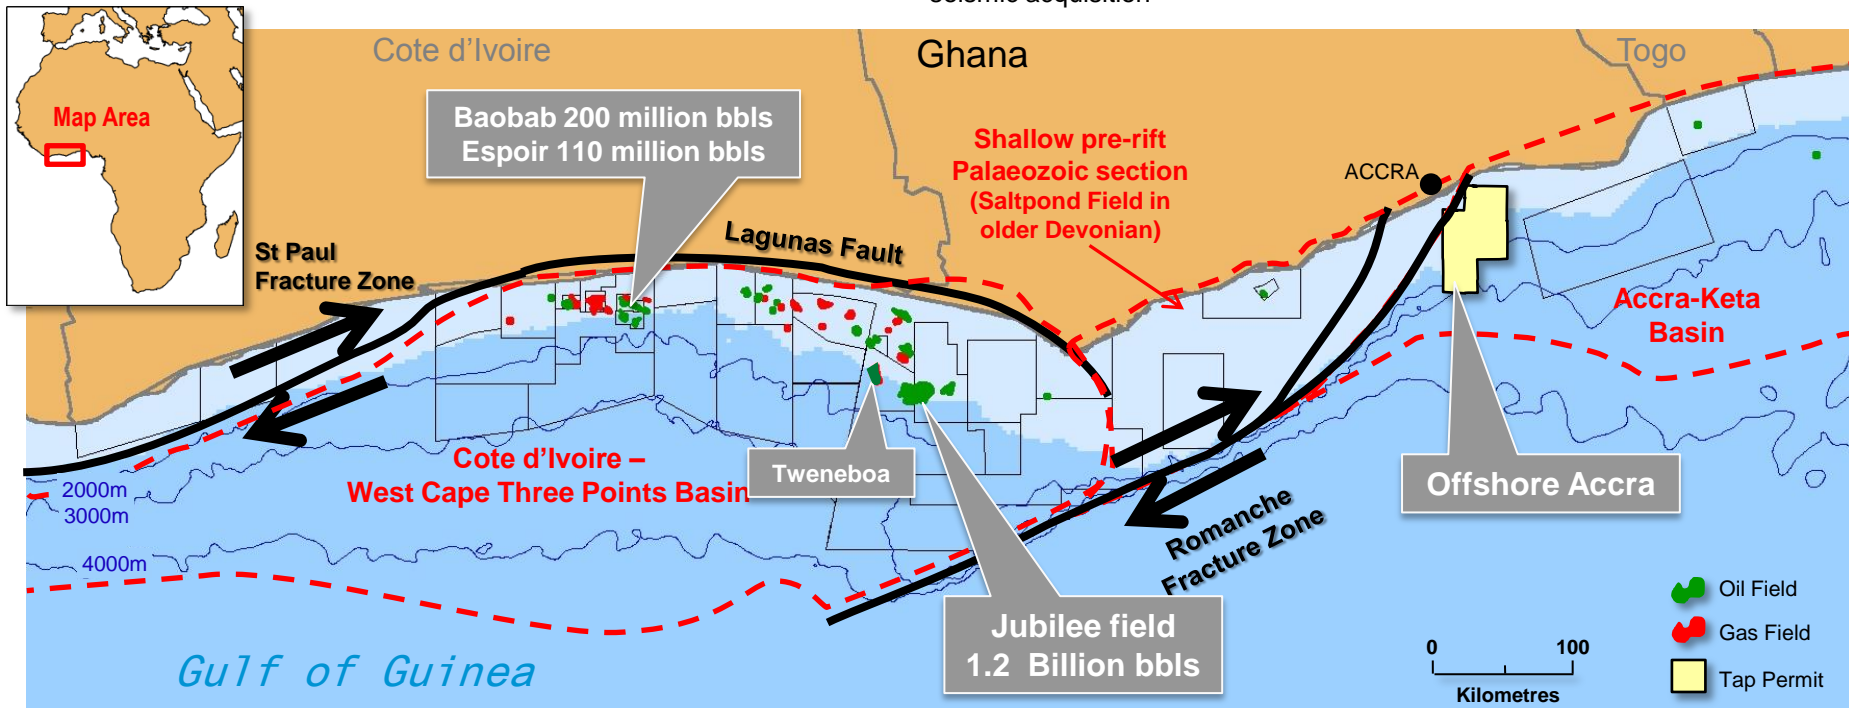 seismic acquisition
Map Area
Cote d'Ivoire
Ghana
Togo
Baobab 200 million bbls
Espoir 110 million bbls
Shallow pre-rift
Palaeozoic section
(Saltpond Field in
older Devonian)
ACCRA
St Paul
Fracture Zone
Lagunas Fault
Accra-Keta
Basin
Cote d'Ivoire –
West Cape Three Points Basin
Tweneboa
Offshore Accra
2000m
3000m
4000m
Romanche
Fracture Zone
Jubilee field
1.2 Billion bbls
Gulf of Guinea
0 100
Kilometres
Oil Field
Gas Field
Tap Permit